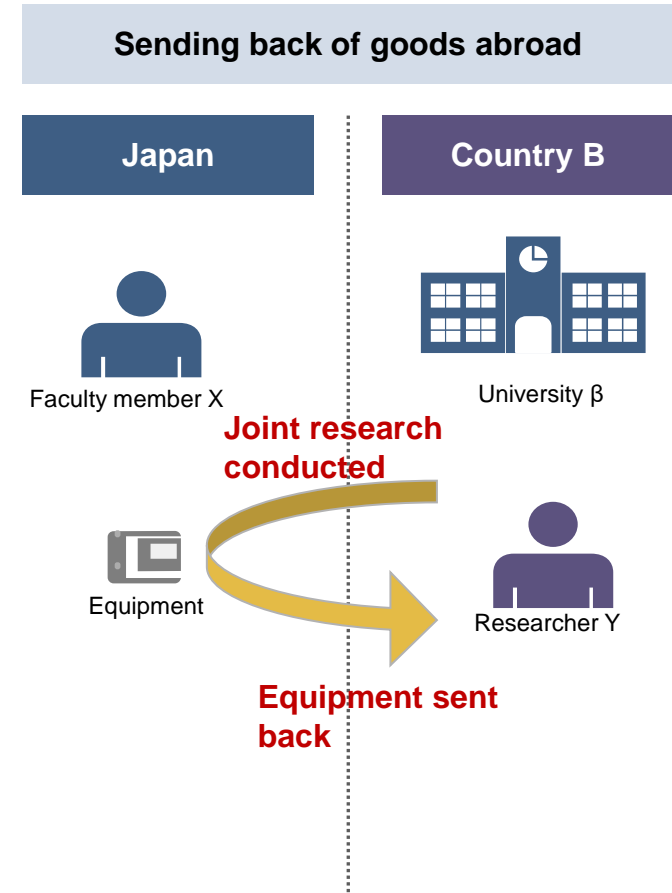 Sending back of goods abroad
Japan
Country B
Faculty member X
University β
Joint research
conducted
Equipment
Researcher Y
Equipment sent
back